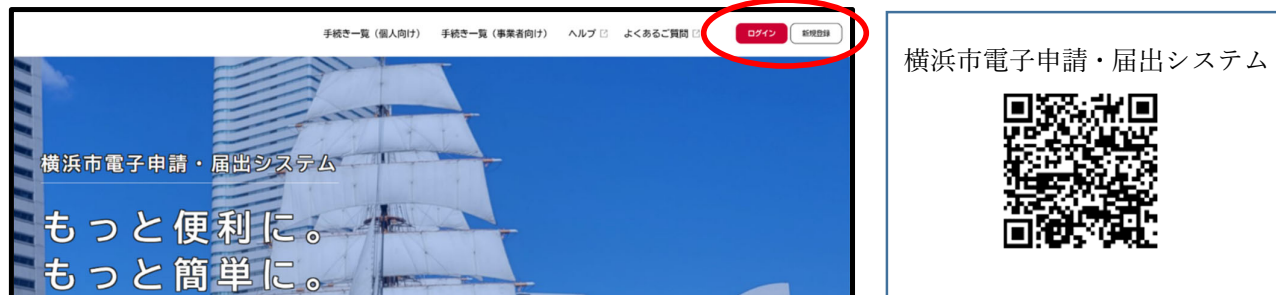 手続き一覧（個人向け） 手続き一覧（事業者向け） ヘルプ よくあるご質問 ログイン 新規登録
横浜市電子申請・届出システム
もっと便利に。
もっと簡単に。
横浜市電子申請・届出システム